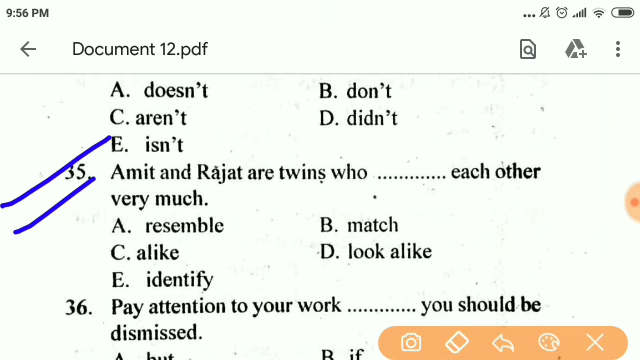 9:56 PM
Document 12.pdf
A. doesn't B. don't
C. aren't D. didn't
E. isn't
35. Amit and Rajat are twins who ............. each other
very much.
A. resemble B. match
C. alike D. look alike
E. identify
36. Pay attention to your work ............. you should be
dismissed.
A. but B. if